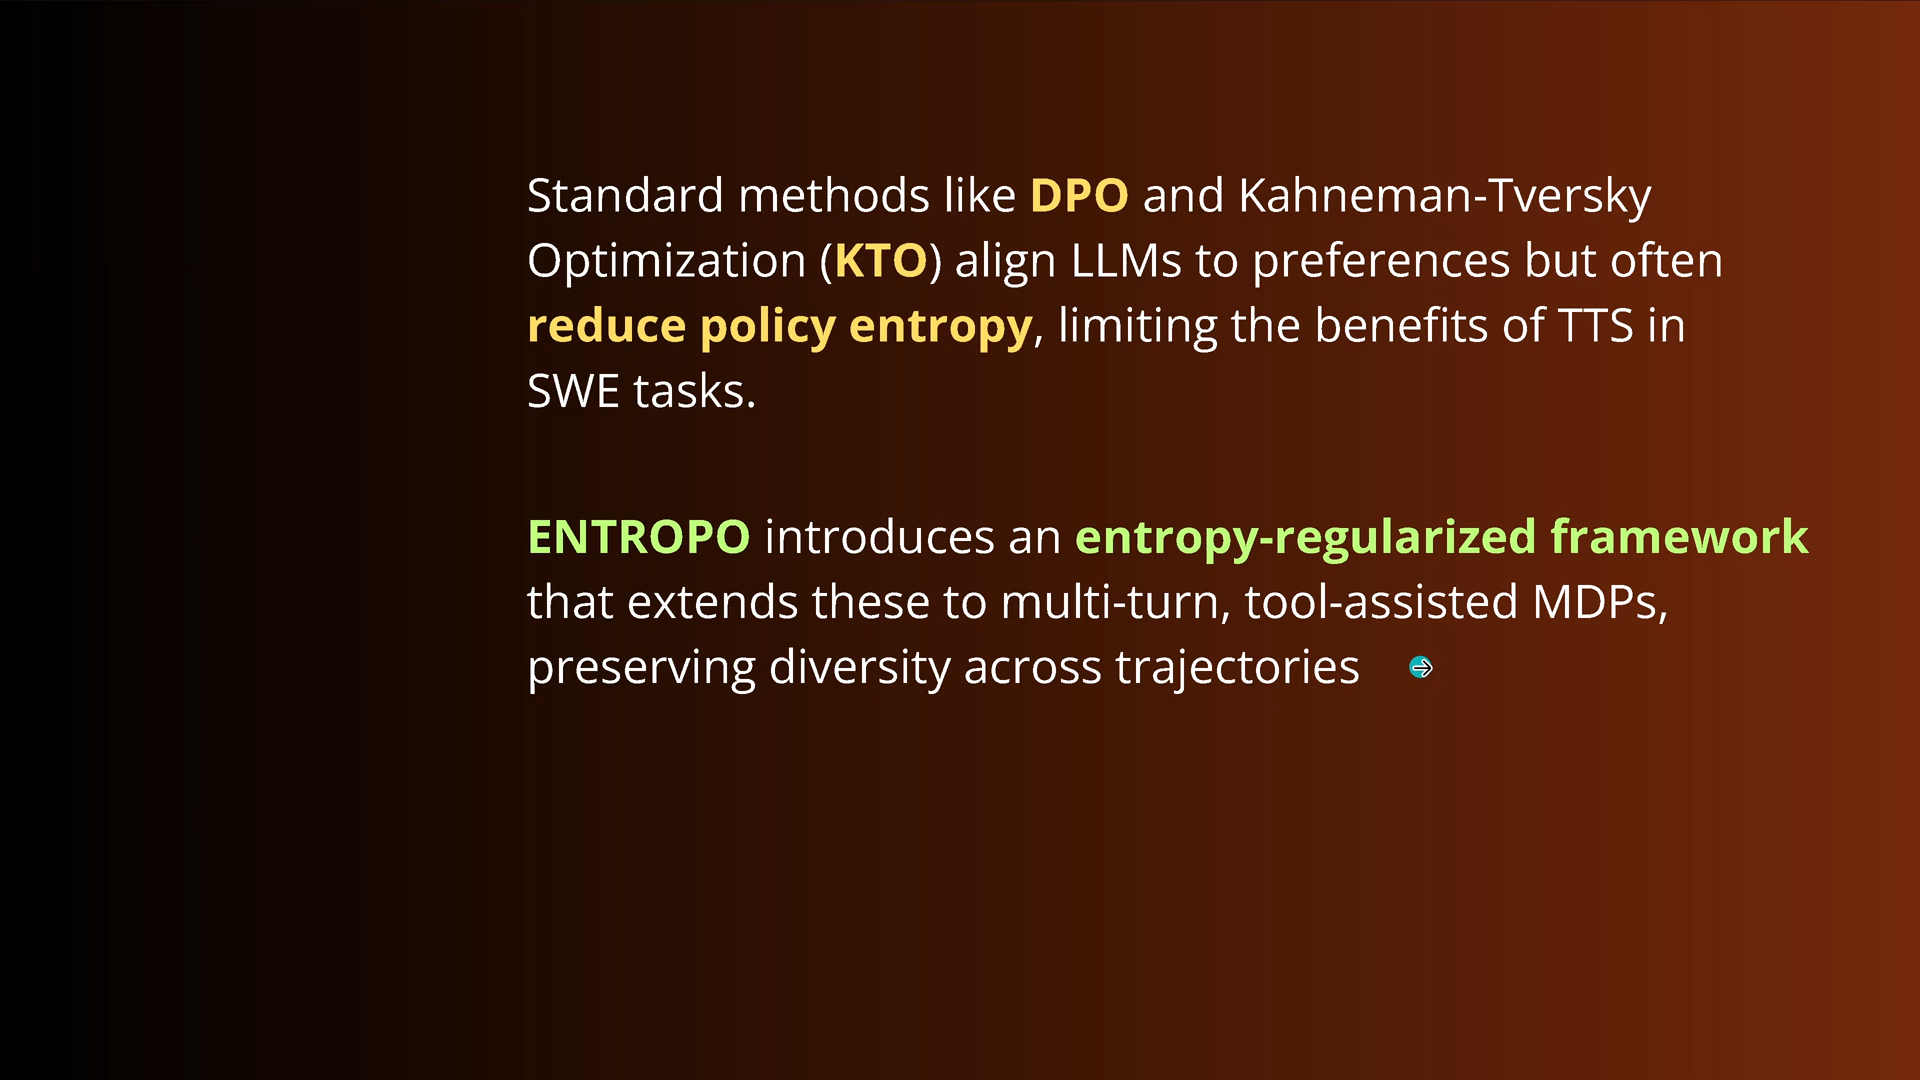 Standard methods like DPO and Kahneman-Tversky
Optimization (KTO) align LLMs to preferences but often
reduce policy entropy, limiting the benefits of TTS in
SWE tasks.
ENTROPO introduces an entropy-regularized framework
that extends these to multi-turn, tool-assisted MDPs,
preserving diversity across trajectories